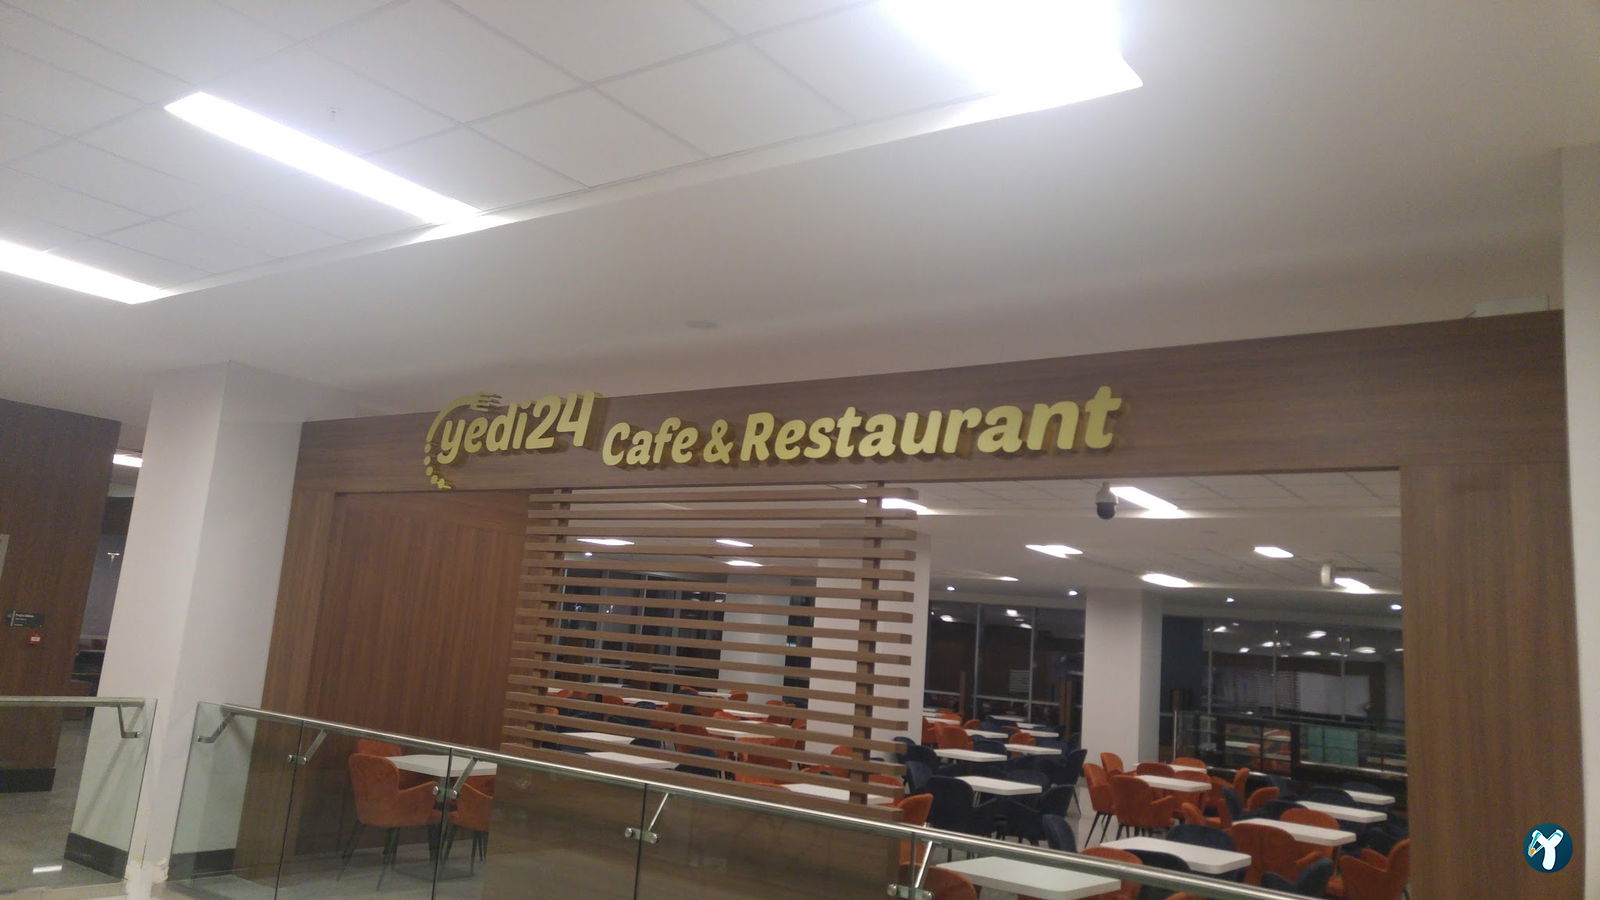 yedi24 Cafe & Restaurant